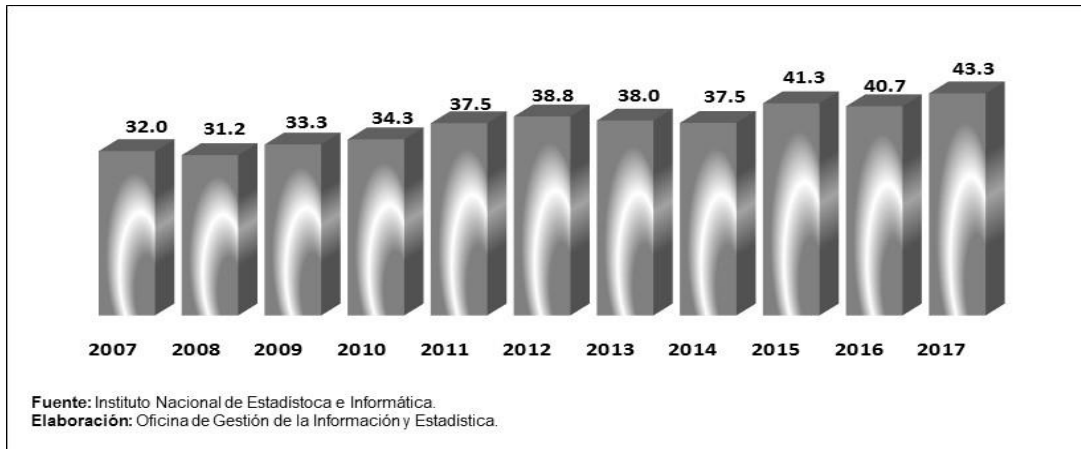 32.0 31.2 33.3 34.3 37.5 38.8 38.0 37.5 41.3 40.7 43.3
2007 2008 2009 2010 2011 2012 2013 2014 2015 2016 2017
Fuente: Instituto Nacional de Estadístoca e Informática.
Elaboración: Oficina de Gestión de la Información y Estadística.